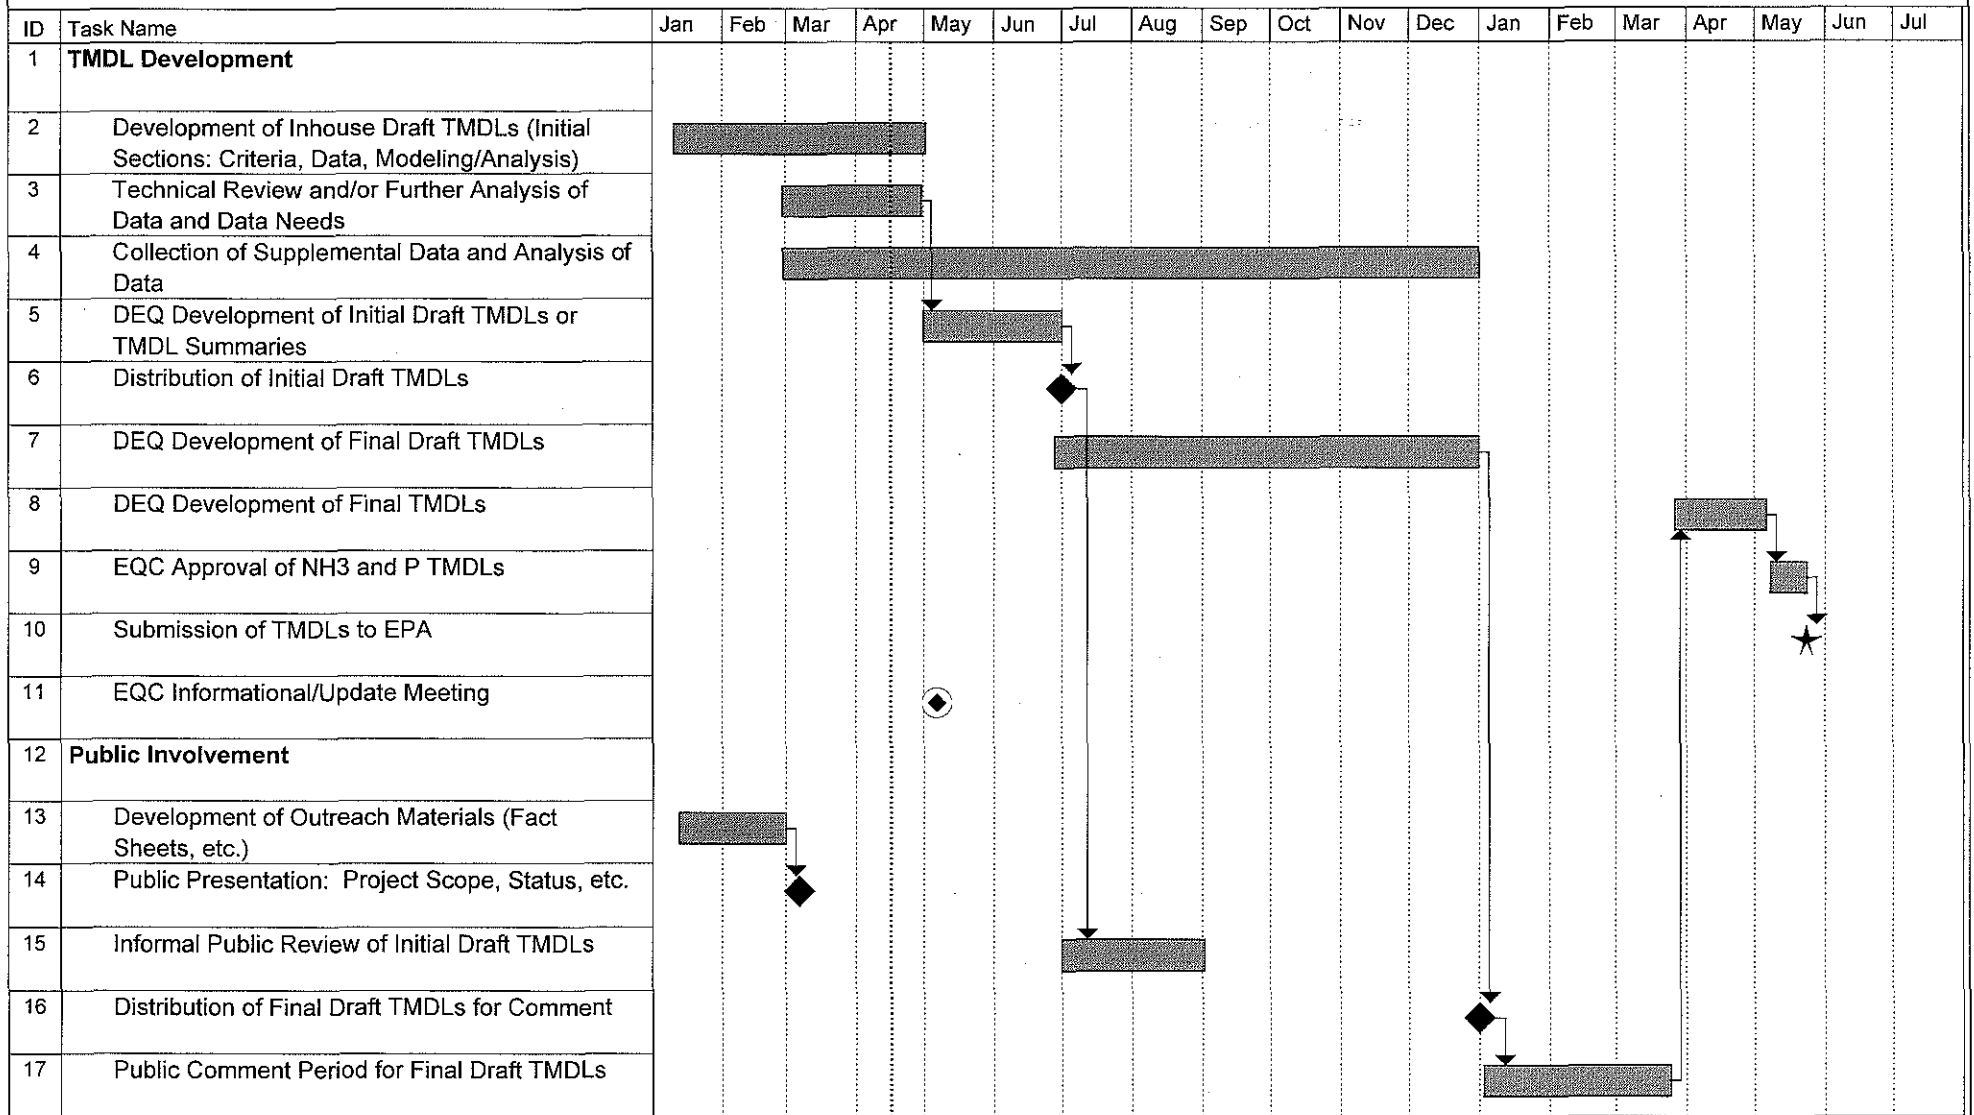 ID Task Name Jan Feb Mar Apr May Jun Jul Aug Sep Oct Nov Dec Jan Feb Mar Apr May Jun Jul
1 TMDL Development
2 Development of Inhouse Draft TMDLs (Initial
Sections: Criteria, Data, Modeling/Analysis)
3 Technical Review and/or Further Analysis of
Data and Data Needs
4 Collection of Supplemental Data and Analysis of
Data
5 DEQ Development of Initial Draft TMDLs or
TMDL Summaries
6 Distribution of Initial Draft TMDLs
7 DEQ Development of Final Draft TMDLs
8 DEQ Development of Final TMDLs
9 EQC Approval of NH3 and P TMDLs
10 Submission of TMDLs to EPA
11 EQC Informational/Update Meeting
12 Public Involvement
13 Development of Outreach Materials (Fact
Sheets, etc.)
14 Public Presentation: Project Scope, Status, etc.
15 Informal Public Review of Initial Draft TMDLs
16 Distribution of Final Draft TMDLs for Comment
17 Public Comment Period for Final Draft TMDLs